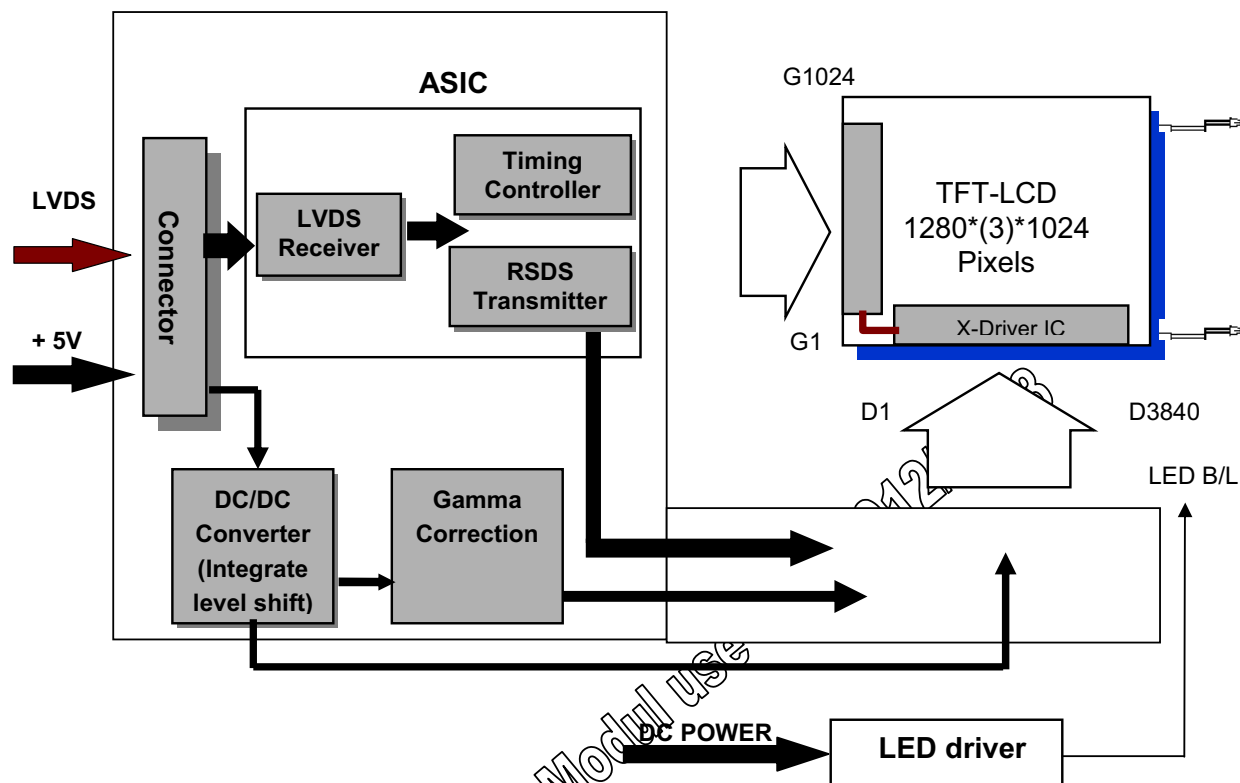 G1024
ASIC
Timing
Controller
TFT-LCD
1280*(3)*1024
Pixels
LVDS
Connector
LVDS
Receiver
RSDS
Transmitter
+ 5V
G1
X-Driver IC
D1
D3840
LED B/L
DC/DC
Converter
(Integrate
level shift)
Gamma
Correction
Modul use
DC POWER
LED driver